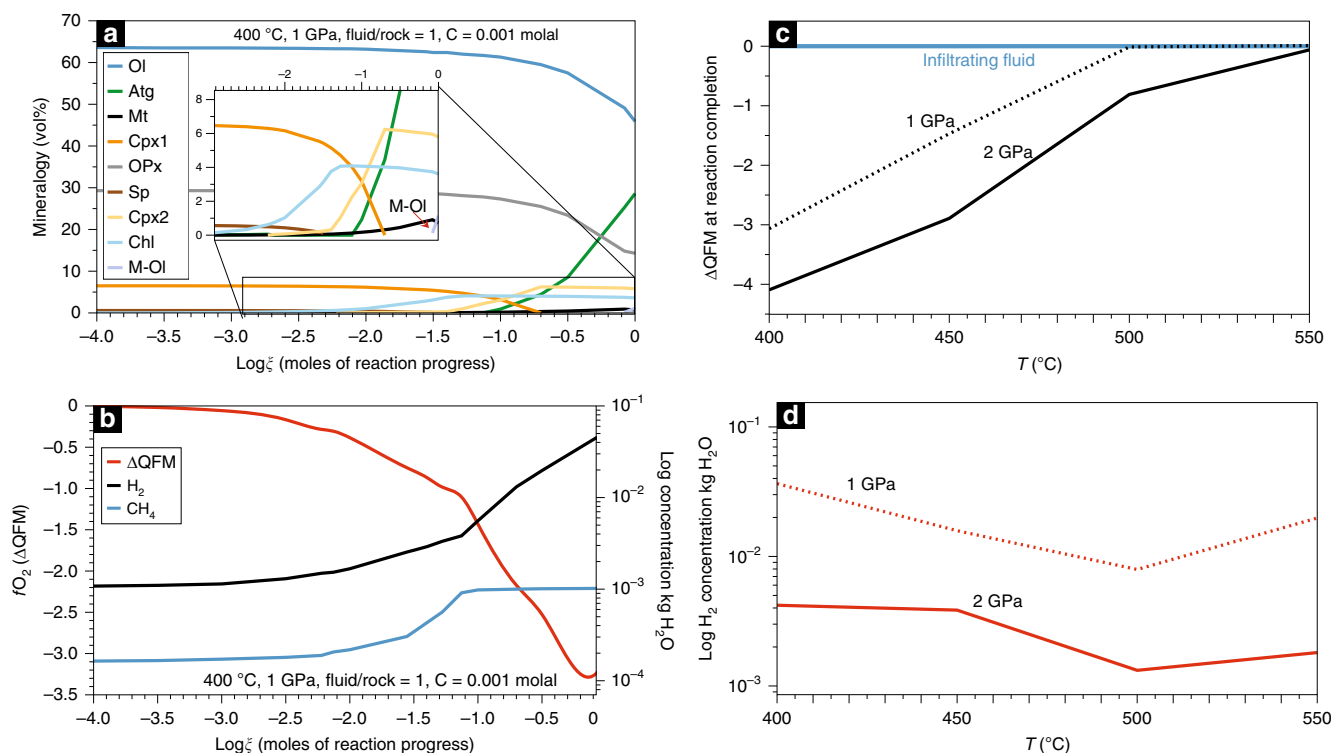 a
400 °C, 1 GPa, fluid/rock = 1, C = 0.001 molal
Mineralogy (vol%)
70
60
50
40
30
20
10
0
Ol
Atg
Mt
Cpx1
OPx
Sp
Cpx2
Chl
M-Ol
−2
−1
0
8
6
4
2
0
M-Ol
−4.0
−3.5
−3.0
−2.5
−2.0
−1.5
−1.0
−0.5
0
Logξ (moles of reaction progress)
b
fO2 (ΔQFM)
0
−0.5
−1.0
−1.5
−2.0
−2.5
−3.0
−3.5
ΔQFM
H2
CH4
10−1
10−2
10−3
10−4
Log concentration kg H2O
400 °C, 1 GPa, fluid/rock = 1, C = 0.001 molal
−4.0
−3.5
−3.0
−2.5
−2.0
−1.5
−1.0
−0.5
0
Logξ (moles of reaction progress)
c
ΔQFM at reaction completion
0
−1
−2
−3
−4
Infiltrating fluid
1 GPa
2 GPa
400
450
500
550
T (°C)
d
Log H2 concentration kg H2O
10−1
10−2
10−3
1 GPa
2 GPa
400
450
500
550
T (°C)